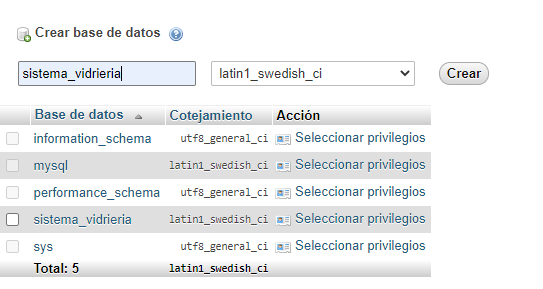 Crear base de datos
sistema_vidrieria latin1_swedish_ci Crear
Base de datos Cotejamiento Acción
information_schema utf8_general_ci Seleccionar privilegios
mysql latin1_swedish_ci Seleccionar privilegios
performance_schema utf8_general_ci Seleccionar privilegios
sistema_vidrieria latin1_swedish_ci Seleccionar privilegios
sys utf8_general_ci Seleccionar privilegios
Total: 5 latin1_swedish_ci